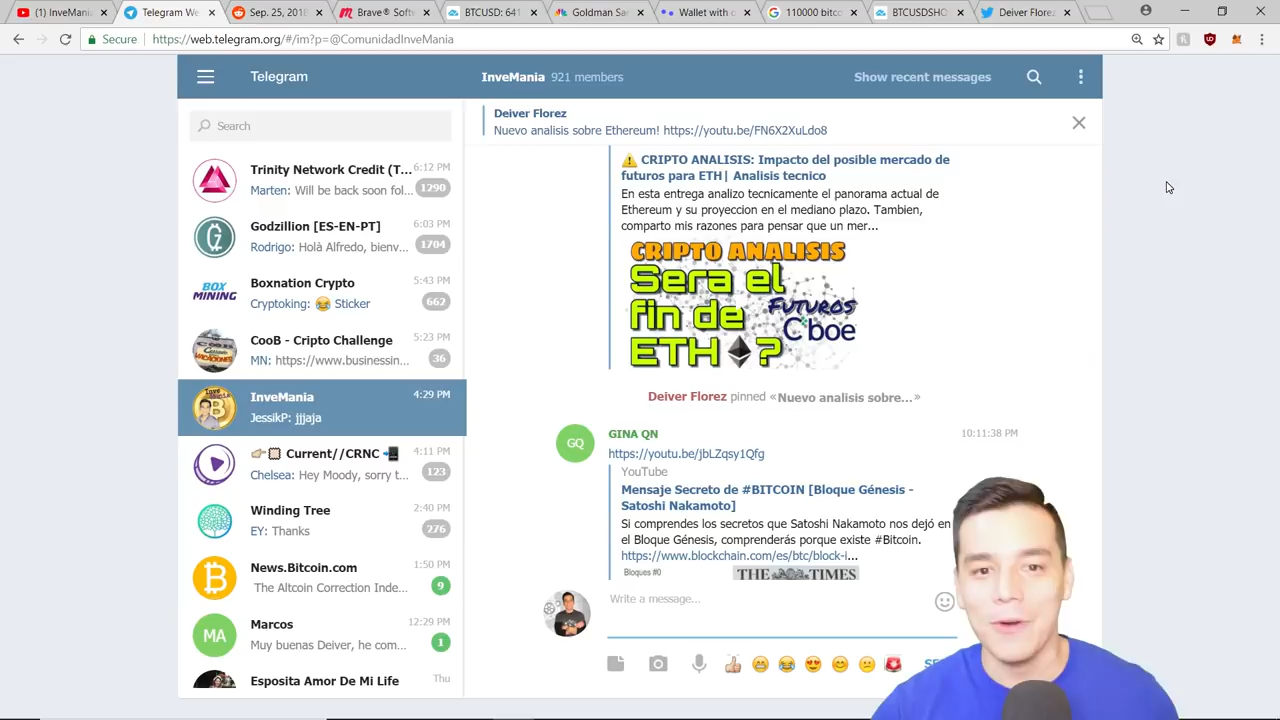 (1)
Telegram We
Sep. 25, 201
Brave® Softw
BTCUSD: 641
Goldman Sac
Wallet with o
110000 bitco
BTCUSDSHO
Deiver Florez
Secure
https://web.telegram.org/#/im?p=@ComunidadInveMania
Telegram
InveMania 921 members
Show recent messages
Search
Deiver Florez
Nuevo analisis sobre Ethereum! https://youtu.be/FN6X2XuLdo8
Trinity Network Credit (T... 6:12 PM
Marten: Will be back soon fol... 1290
Godzillion [ES-EN-PT] 6:03 PM
Rodrigo: Holà Alfredo, bienv... 1704
BOX
MINING
Boxnation Crypto 5:43 PM
Cryptoking: 😂 Sticker 662
CooB - Cripto Challenge 5:23 PM
MN: https://www.businessin... 36
InveMania 4:29 PM
JessikP: jjjaja
Current//CRNC 4:11 PM
Chelsea: Hey Moody, sorry t... 123
Winding Tree 2:40 PM
EY: Thanks 276
News.Bitcoin.com 1:50 PM
The Altcoin Correction Inde... 9
MA
Marcos 12:29 PM
Muy buenas Deiver, he com... 1
Esposita Amor De Mi Life Thu
⚠️ CRIPTO ANALISIS: Impacto del posible mercado de
futuros para ETH| Analisis tecnico
En esta entrega analizo tecnicamente el panorama actual de
Ethereum y su proyeccion en el mediano plazo. Tambien,
comparto mis razones para pensar que un mer...
CRIPTO ANALISIS
Sera el
fin de
ETH ?
FUTUROS
Cboe
Deiver Florez pinned «Nuevo analisis sobre...»
GQ
GINA QN 10:11:38 PM
https://youtu.be/jbLZqsy1Qfg
YouTube
Mensaje Secreto de #BITCOIN [Bloque Génesis -
Satoshi Nakamoto]
Si comprendes los secretos que Satoshi Nakamoto nos dejó en
el Bloque Génesis, comprenderás porque existe #Bitcoin.
https://www.blockchain.com/es/btc/block-i...
Bloques #0
THE TIMES
Write a message...